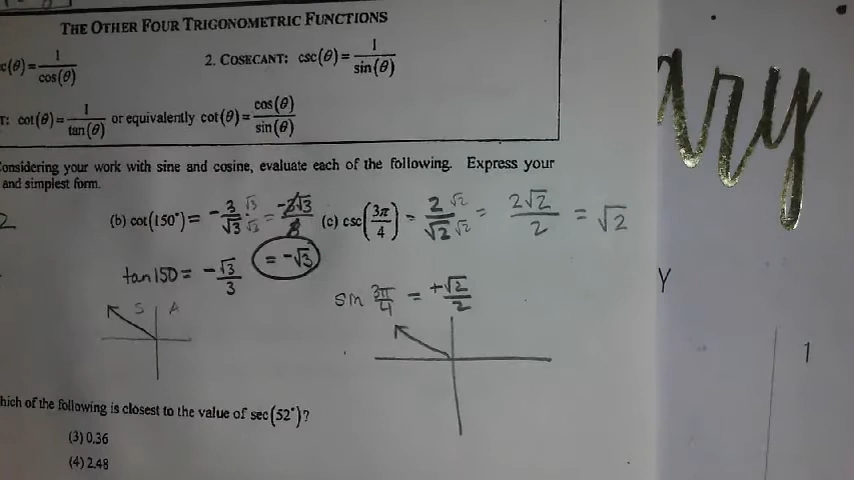 THE OTHER FOUR TRIGONOMETRIC FUNCTIONS
c(θ)=1/cos(θ)
2. COSECANT: csc(θ)=1/sin(θ)
T: cot(θ)=1/tan(θ) or equivalently cot(θ)=cos(θ)/sin(θ)
Considering your work with sine and cosine, evaluate each of the following. Express your
and simplest form.
2
(b) cot(150°)= -3/√3 · √3/√3 = -3√3/3 = -√3
(c) csc(3π/4) = 2/√2 √2/√2 = 2√2/2 = √2
tan 150 = -√3/3
sin 3π/4 = +√2/2
S A
hich of the following is closest to the value of sec(52°)?
(3) 0.36
(4) 2.48
ry
Y
1